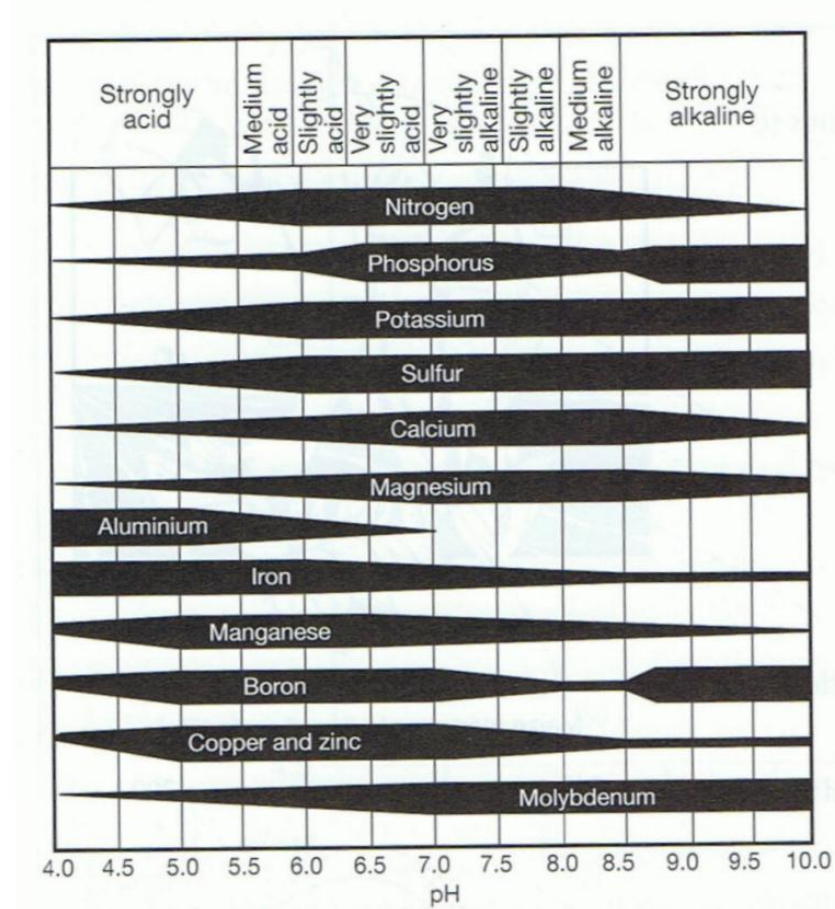 Strongly
acid
Medium
acid
Slightly
acid
Very
slightly
acid
Very
slightly
alkaline
Slightly
alkaline
Medium
alkaline
Strongly
alkaline
Nitrogen
Phosphorus
Potassium
Sulfur
Calcium
Magnesium
Aluminium
Iron
Manganese
Boron
Copper and zinc
Molybdenum
4.0 4.5 5.0 5.5 6.0 6.5 7.0 7.5 8.0 8.5 9.0 9.5 10.0
pH